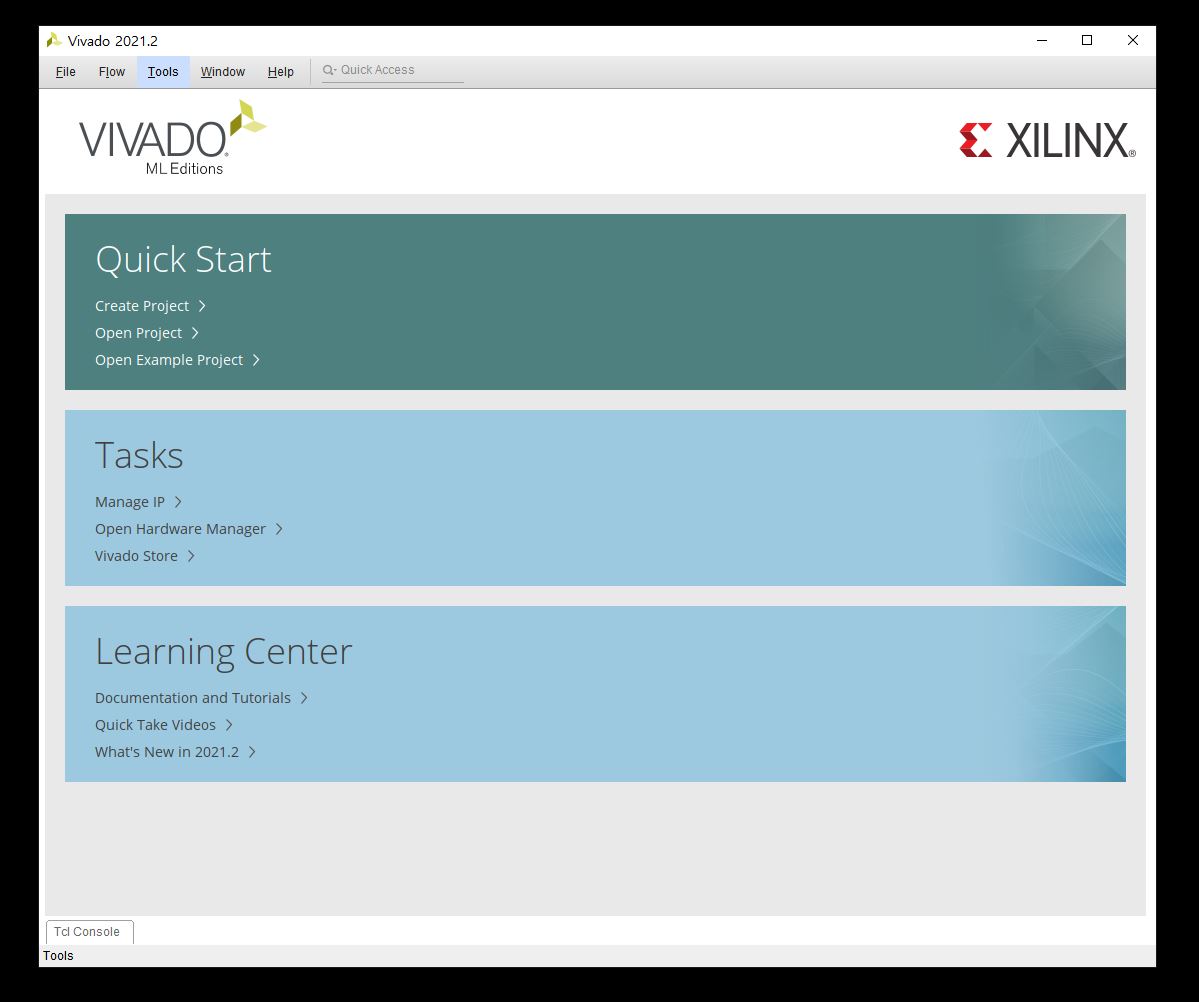 Vivado 2021.2
File Flow Tools Window Help Quick Access
VIVADO®
ML Editions
XILINX®
Quick Start
Create Project
Open Project
Open Example Project
Tasks
Manage IP
Open Hardware Manager
Vivado Store
Learning Center
Documentation and Tutorials
Quick Take Videos
What's New in 2021.2
Tcl Console
Tools